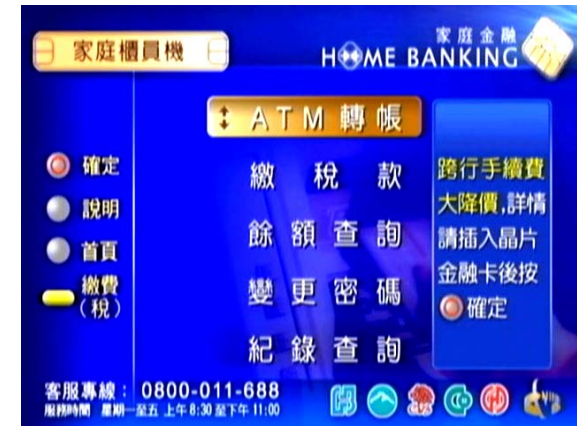 家庭櫃員機
家庭金融
HOME BANKING
ATM轉帳
繳稅款
餘額查詢
變更密碼
紀錄查詢
確定
說明
首頁
繳費
(稅)
跨行手續費
大降價,詳情
請插入晶片
金融卡後按
確定
客服專線: 0800-011-688
服務時間 星期一至五 上午8:30至下午11:00